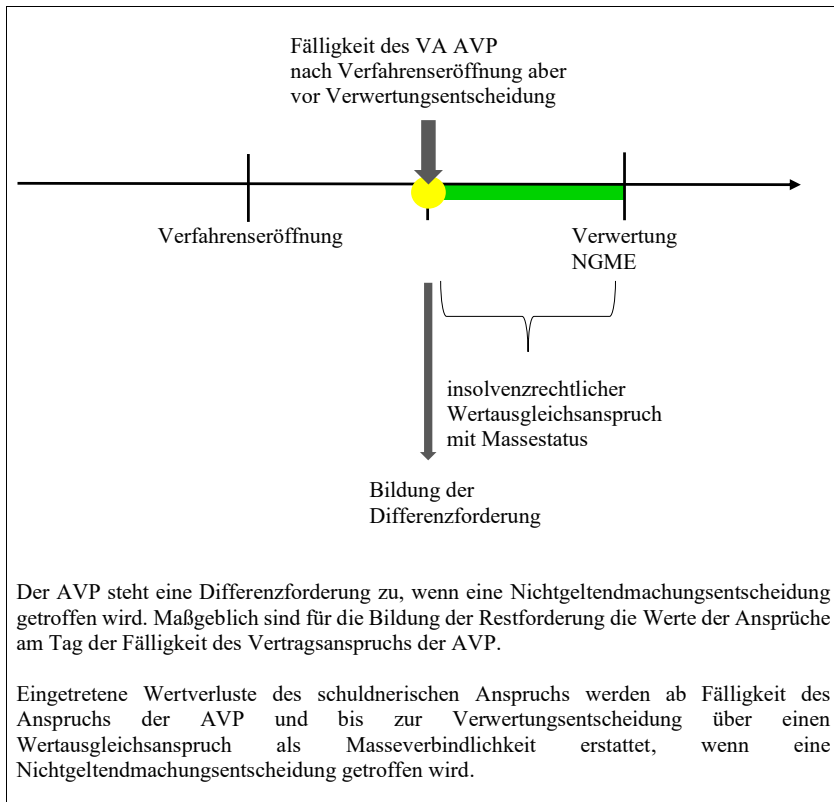 Fälligkeit des VA AVP
nach Verfahrenseröffnung aber
vor Verwertungsentscheidung
Verfahrenseröffnung
Verwertung
NGME
insolvenzrechtlicher
Wertausgleichsanspruch
mit Massestatus
Bildung der
Differenzforderung
Der AVP steht eine Differenzforderung zu, wenn eine Nichtgeltendmachungsentscheidung
getroffen wird. Maßgeblich sind für die Bildung der Restforderung die Werte der Ansprüche
am Tag der Fälligkeit des Vertragsanspruchs der AVP.
Eingetretene Wertverluste des schuldnerischen Anspruchs werden ab Fälligkeit des
Anspruchs der AVP und bis zur Verwertungsentscheidung über einen
Wertausgleichsanspruch als Masseverbindlichkeit erstattet, wenn eine
Nichtgeltendmachungsentscheidung getroffen wird.